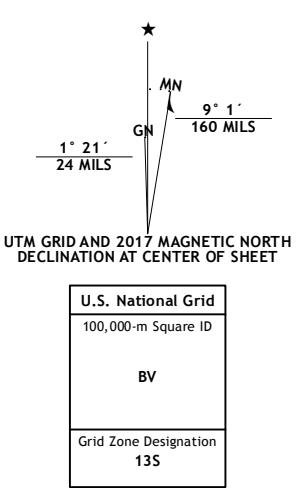 MN
9° 1´
160 MILS
GN
1° 21´
24 MILS
UTM GRID AND 2017 MAGNETIC NORTH
DECLINATION AT CENTER OF SHEET
U.S. National Grid
100,000-m Square ID
BV
Grid Zone Designation
13S